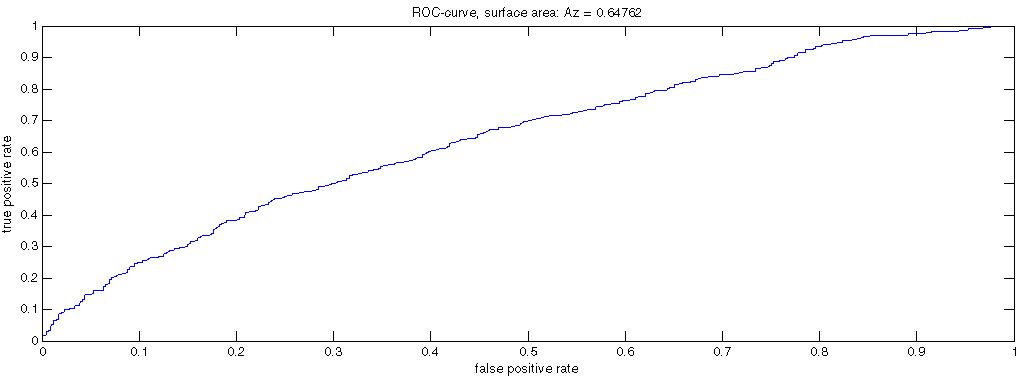 ROC-curve, surface area: Az = 0.64762
1
0.9
0.8
0.7
0.6
0.5
0.4
0.3
0.2
0.1
0
true positive rate
0 0.1 0.2 0.3 0.4 0.5 0.6 0.7 0.8 0.9 1
false positive rate